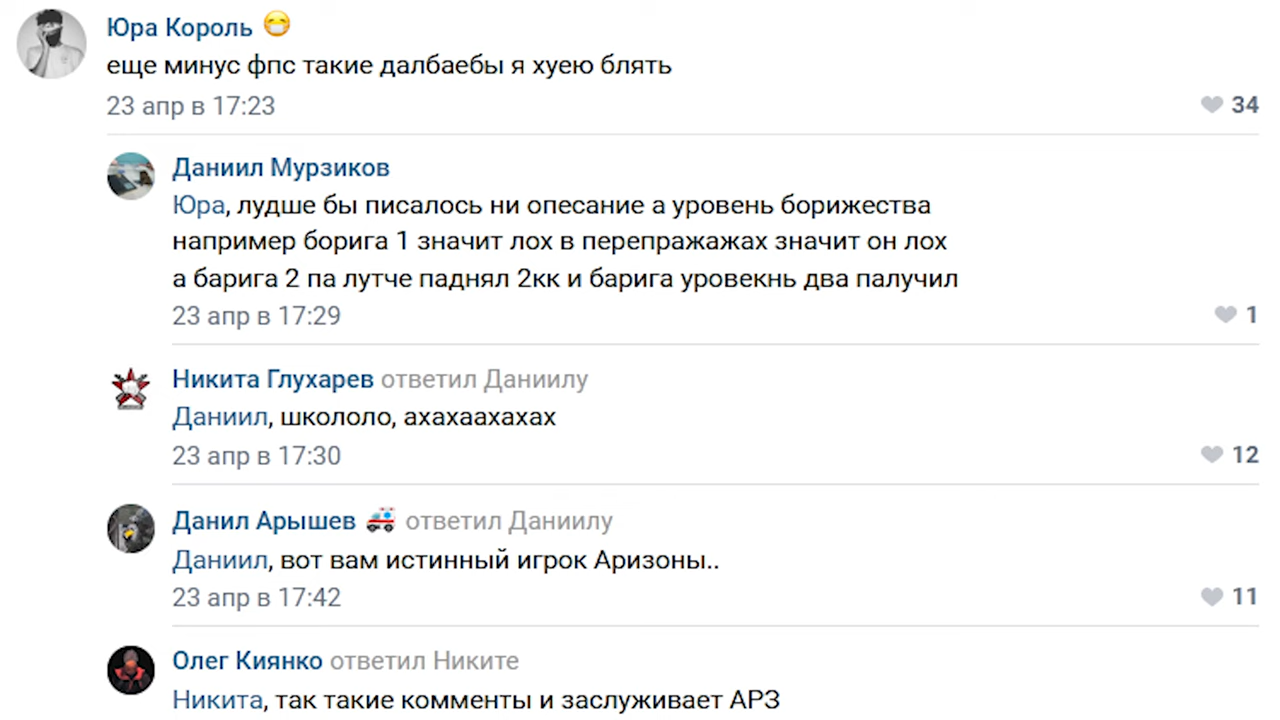 Юра Король
еще минус фпс такие далбаебы я хуею блять
23 апр в 17:23
34
Даниил Мурзиков
Юра, лудше бы писалось ни опесание а уровень борижества
например борига 1 значит лох в перепражажах значит он лох
а барига 2 па лутче паднял 2кк и барига уровекнь два палучил
23 апр в 17:29
1
Никита Глухарев ответил Даниилу
Даниил, школоло, ахахаахахах
23 апр в 17:30
12
Данил Арышев ответил Даниилу
Даниил, вот вам истинный игрок Аризоны..
23 апр в 17:42
11
Олег Киянко ответил Никите
Никита, так такие комменты и заслуживает АРЗ